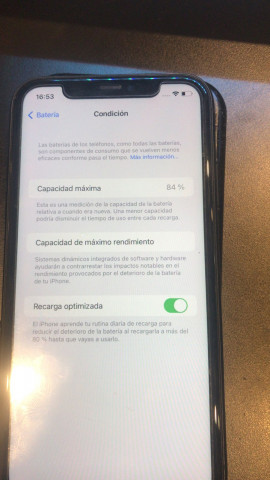 16:53
Batería
Condición
Las baterías de los teléfonos, como todas las baterías,
son componentes de consumo que se vuelven menos
eficaces conforme pasa el tiempo. Más información...
Capacidad máxima
84 %
Esta es una medición de la capacidad de la batería
relativa a cuando era nueva. Una menor capacidad
podría disminuir el tiempo de uso entre cada recarga.
Capacidad de máximo rendimiento
Sistemas dinámicos integrados de software y hardware
ayudarán a contrarrestar los impactos notables en el
rendimiento provocados por el deterioro de la batería
de tu iPhone.
Recarga optimizada
El iPhone aprende tu rutina diaria de recarga para
reducir el deterioro de la batería al recargarla a más del
80 % hasta que vayas a usarlo.